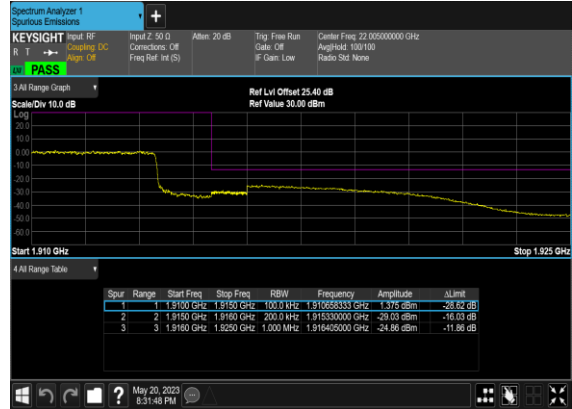 Spectrum Analyzer 1
Spurious Emissions
KEYSIGHT Input: RF Input Z: 50 Ω Atten: 20 dB Trig: Free Run Center Freq: 22.005000000 GHz
R T Coupling: DC Corrections: Off Gate: Off Avg|Hold: 100/100
Align: Off Freq Ref: Int (S) IF Gain: Low Radio Std: None
PASS
3 All Range Graph
Ref Lvl Offset 25.40 dB
Scale/Div 10.0 dB Ref Value 30.00 dBm
Log
20.0
10.0
0.00
-10.0
-20.0
-30.0
-40.0
-50.0
-60.0
Start 1.910 GHz Stop 1.925 GHz
4 All Range Table
Spur Range Start Freq Stop Freq RBW Frequency Amplitude ΔLimit
1 1 1.9100 GHz 1.9150 GHz 100.0 kHz 1.910658333 GHz 1.375 dBm -28.62 dB
2 2 1.9150 GHz 1.9160 GHz 200.0 kHz 1.915330000 GHz -29.03 dBm -16.03 dB
3 3 1.9160 GHz 1.9250 GHz 1.000 MHz 1.916405000 GHz -24.86 dBm -11.86 dB
May 20, 2023
8:31:48 PM